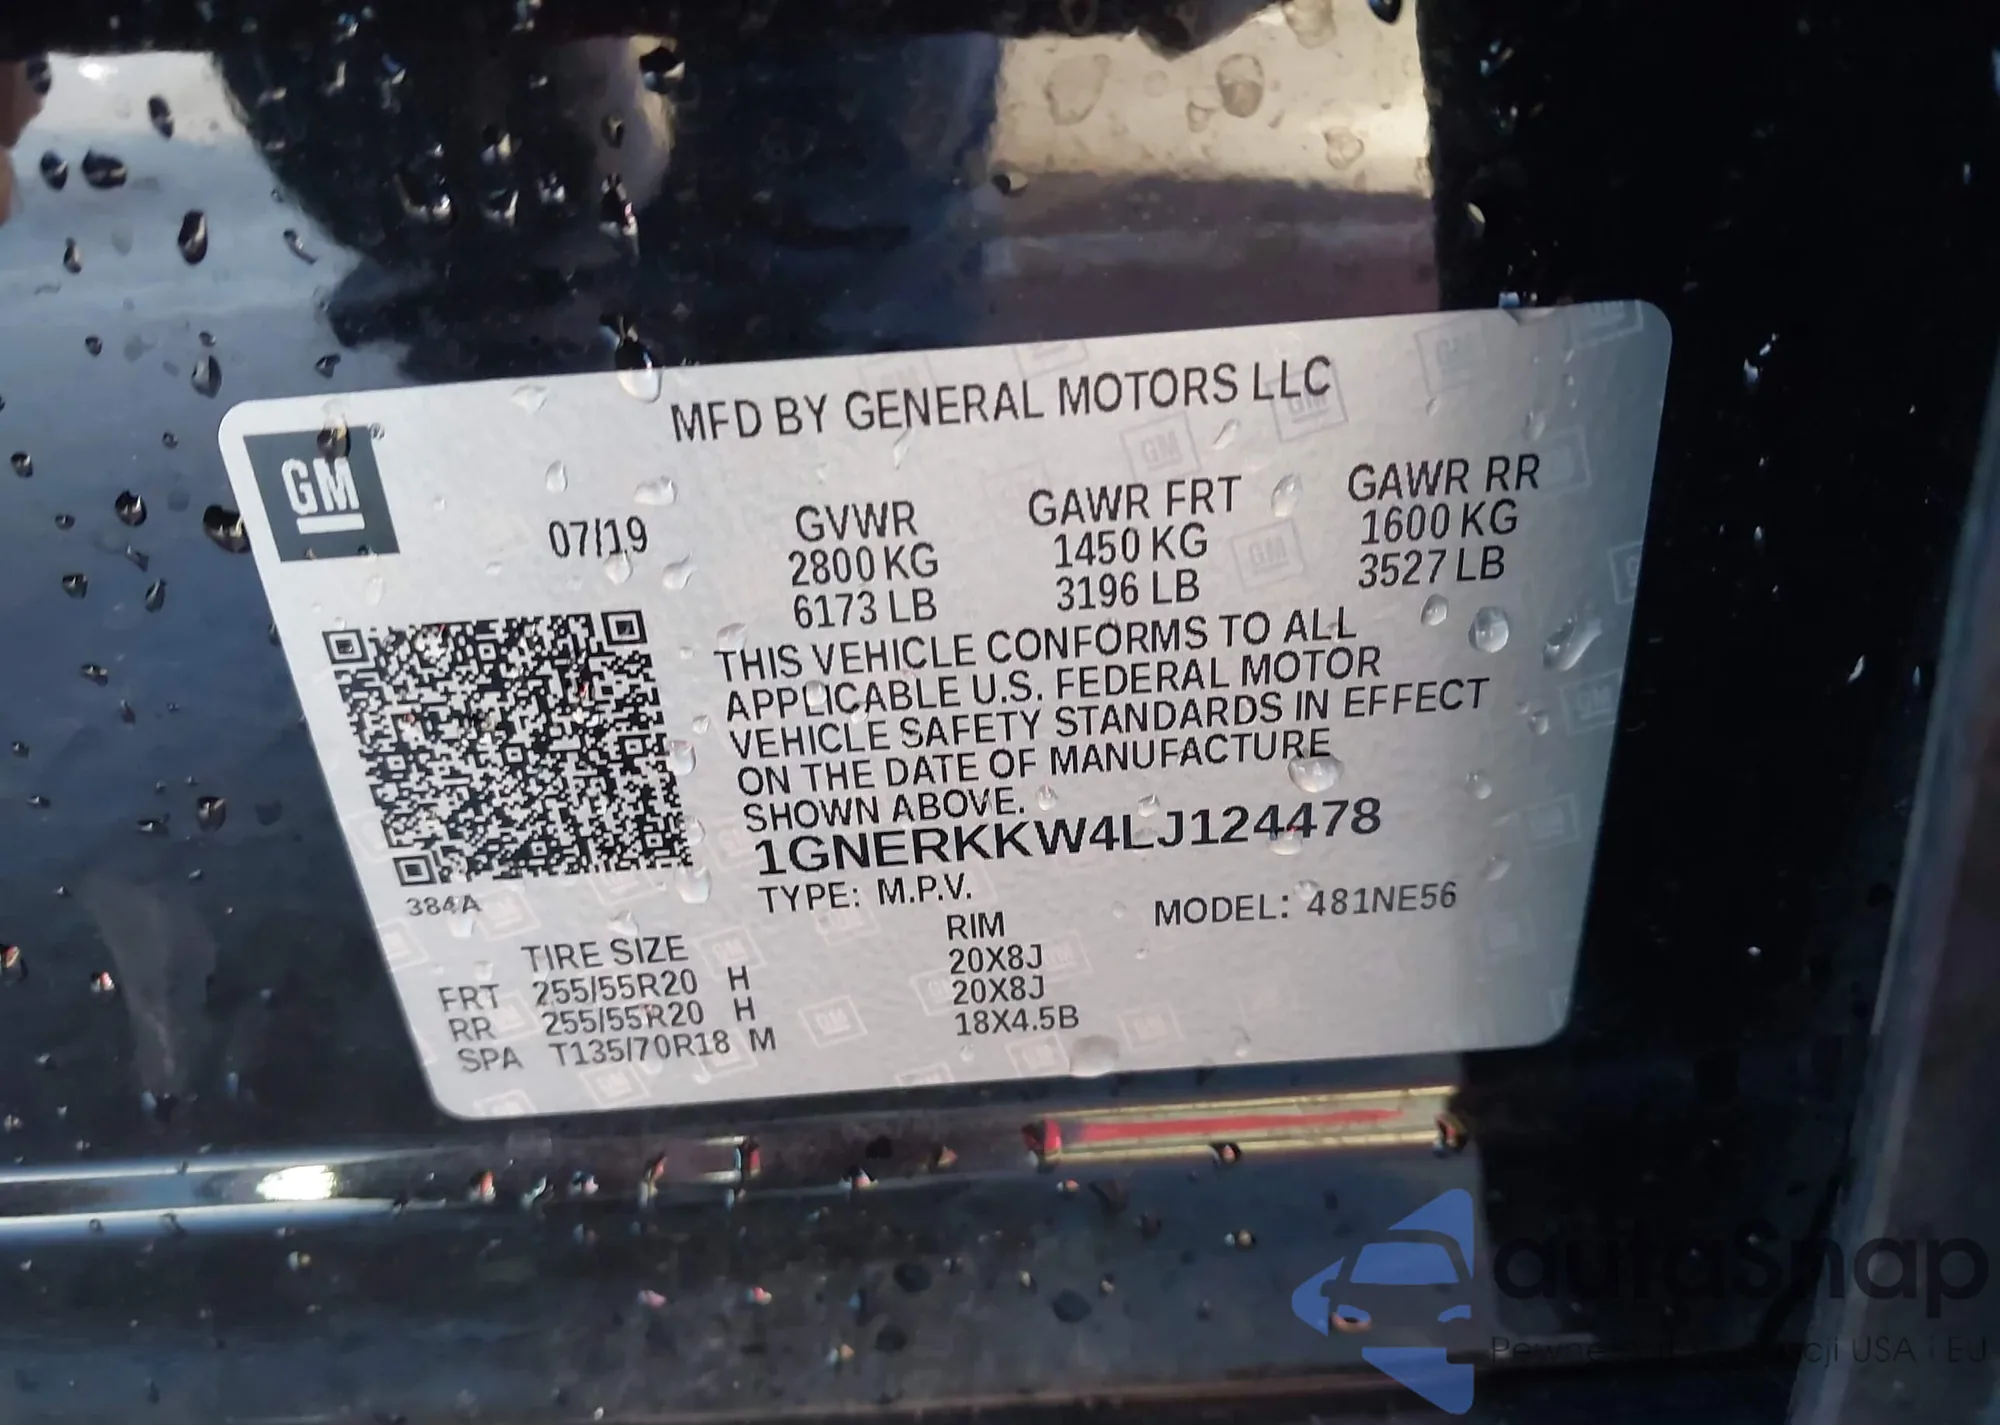 MFD BY GENERAL MOTORS LLC
GM
07/19
GVWR
2800 KG
6173 LB
GAWR FRT
1450 KG
3196 LB
GAWR RR
1600 KG
3527 LB
THIS VEHICLE CONFORMS TO ALL
APPLICABLE U.S. FEDERAL MOTOR
VEHICLE SAFETY STANDARDS IN EFFECT
ON THE DATE OF MANUFACTURE
SHOWN ABOVE.
1GNERKKW4LJ124478
TYPE: M.P.V.
MODEL: 481NE56
384A
TIRE SIZE RIM
FRT 255/55R20 H 20X8J
RR 255/55R20 H 20X8J
SPA T135/70R18 M 18X4.5B
autaSnap
USA i EU